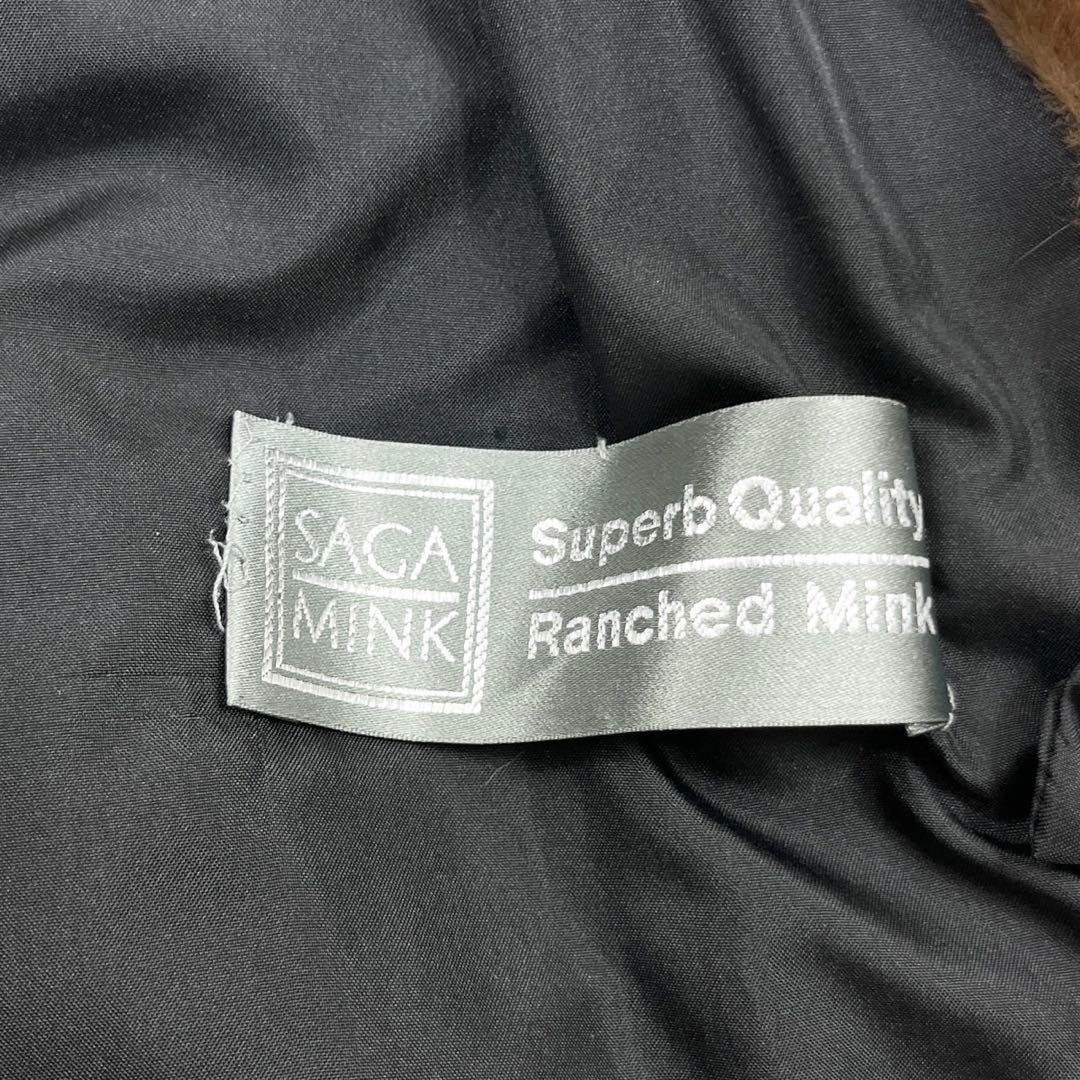 SAGA
MINK
Superb Quality
Ranched Mink